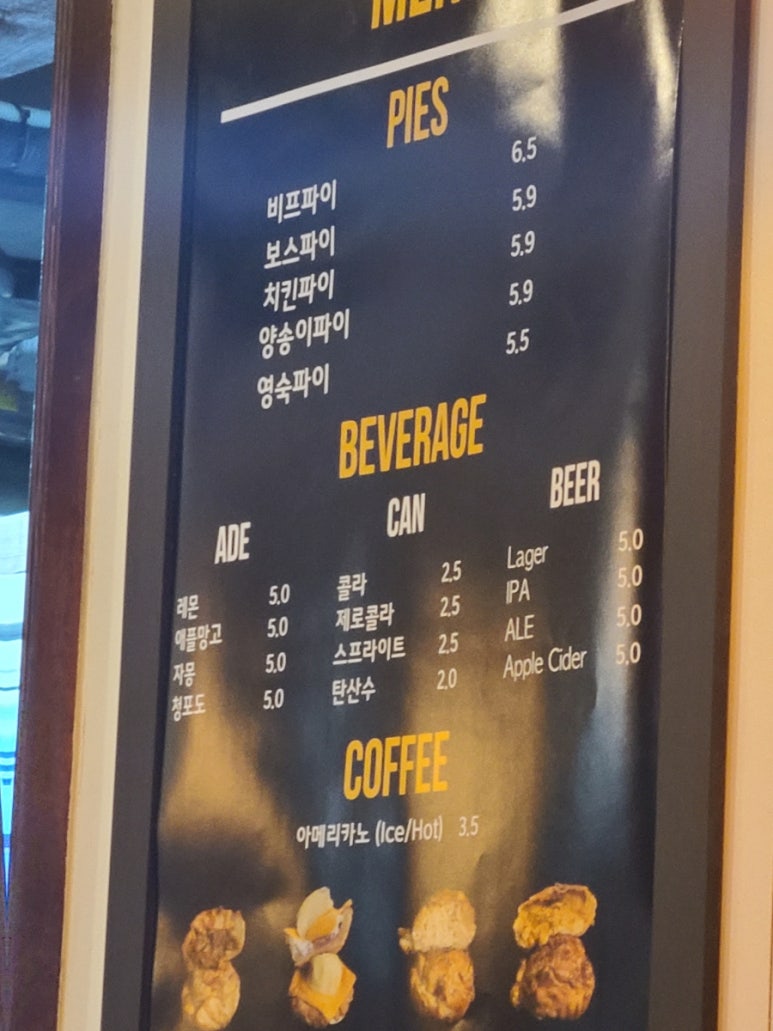 PIES
비프파이 6.5
보스파이 5.9
치킨파이 5.9
양송이파이 5.9
영숙파이 5.5
BEVERAGE
ADE
레몬 5.0
애플망고 5.0
자몽 5.0
청포도 5.0
CAN
콜라 2.5
제로콜라 2.5
스프라이트 2.5
탄산수 2.0
BEER
Lager 5.0
IPA 5.0
ALE 5.0
Apple Cider 5.0
COFFEE
아메리카노 (Ice/Hot) 3.5